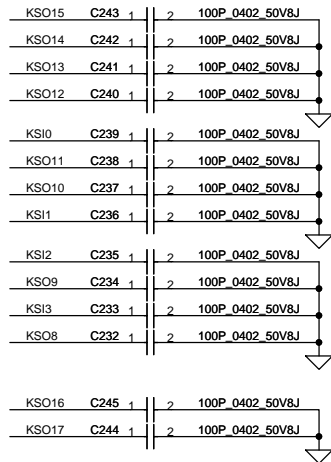 KSO15 C243 1 2 100P_0402_50V8J
KSO14 C242 1 2 100P_0402_50V8J
KSO13 C241 1 2 100P_0402_50V8J
KSO12 C240 1 2 100P_0402_50V8J
KSI0 C239 1 2 100P_0402_50V8J
KSO11 C238 1 2 100P_0402_50V8J
KSO10 C237 1 2 100P_0402_50V8J
KSI1 C236 1 2 100P_0402_50V8J
KSI2 C235 1 2 100P_0402_50V8J
KSO9 C234 1 2 100P_0402_50V8J
KSI3 C233 1 2 100P_0402_50V8J
KSO8 C232 1 2 100P_0402_50V8J
KSO16 C245 1 2 100P_0402_50V8J
KSO17 C244 1 2 100P_0402_50V8J